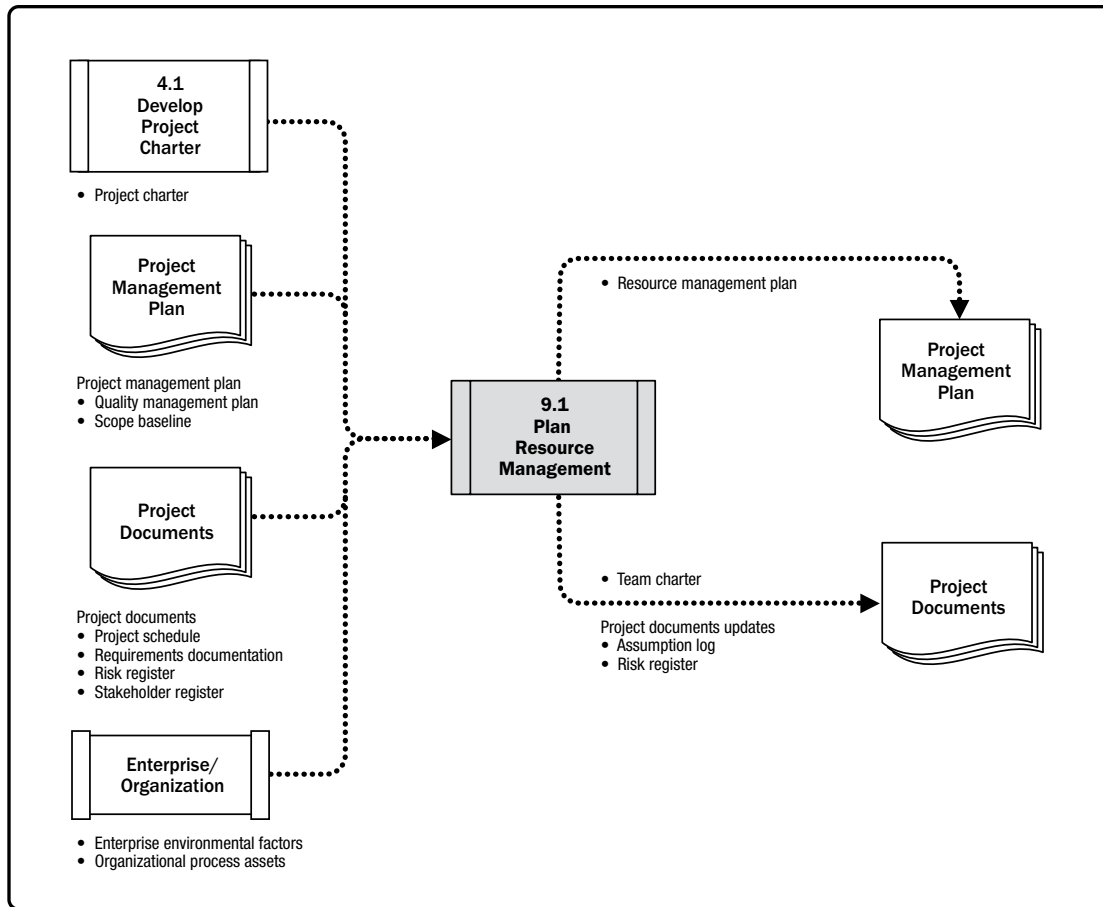 4.1
Develop
Project
Charter
• Project charter
Project
Management
Plan
Project management plan
• Quality management plan
• Scope baseline
Project
Documents
Project documents
• Project schedule
• Requirements documentation
• Risk register
• Stakeholder register
Enterprise/
Organization
• Enterprise environmental factors
• Organizational process assets
9.1
Plan
Resource
Management
• Resource management plan
Project
Management
Plan
• Team charter
Project documents updates
• Assumption log
• Risk register
Project
Documents